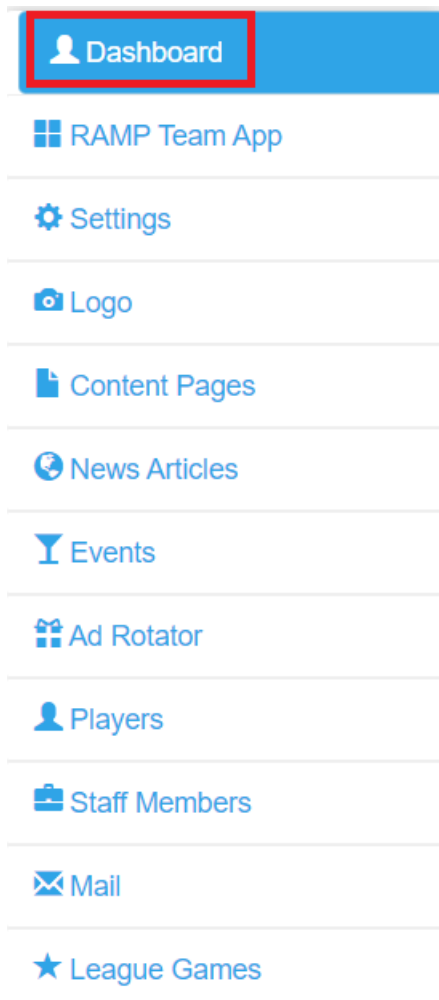 Dashboard
RAMP Team App
Settings
Logo
Content Pages
News Articles
Events
Ad Rotator
Players
Staff Members
Mail
League Games